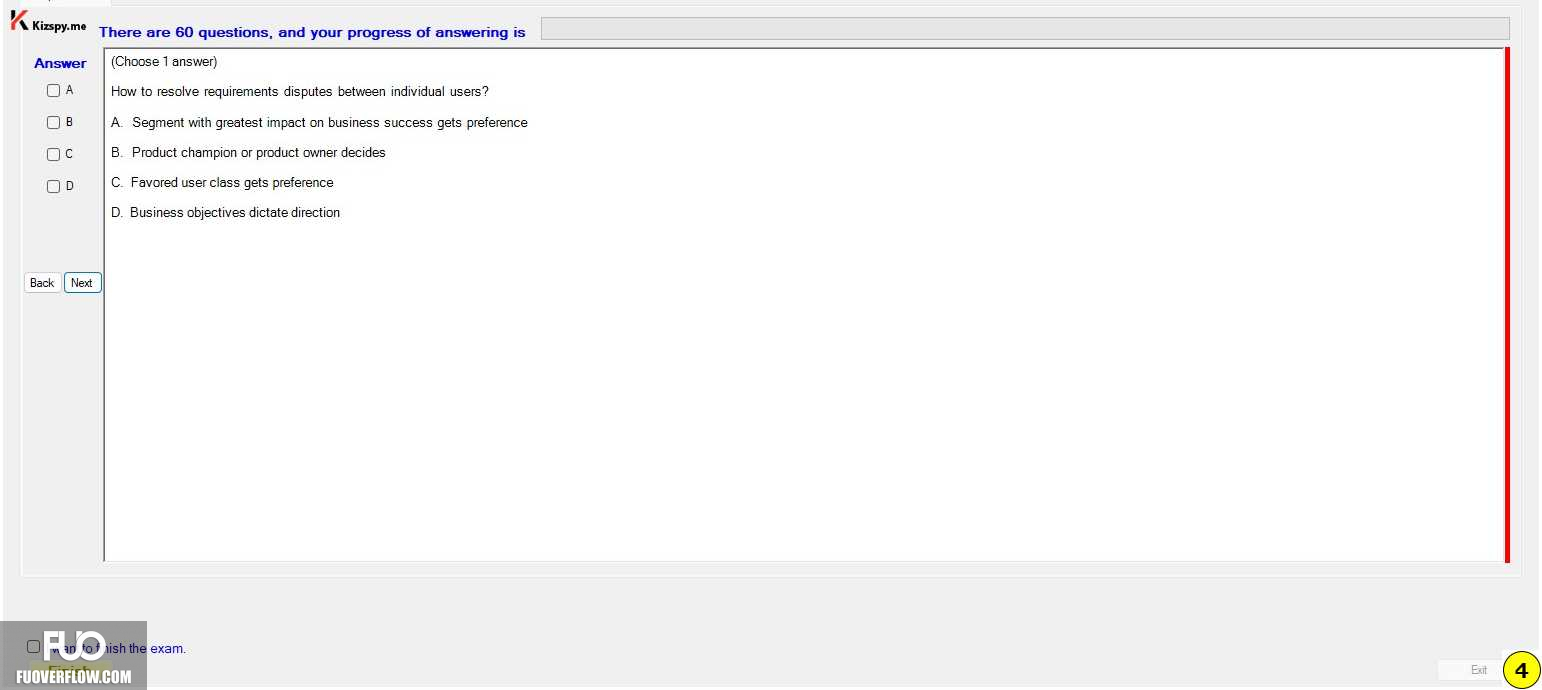 Kizspy.me
There are 60 questions, and your progress of answering is
Answer
(Choose 1 answer)
A
How to resolve requirements disputes between individual users?
B
A. Segment with greatest impact on business success gets preference
C
B. Product champion or product owner decides
D
C. Favored user class gets preference
D. Business objectives dictate direction
Back Next
FUO
want to finish the exam.
Finish
FUOVERFLOW.COM
Exit
4